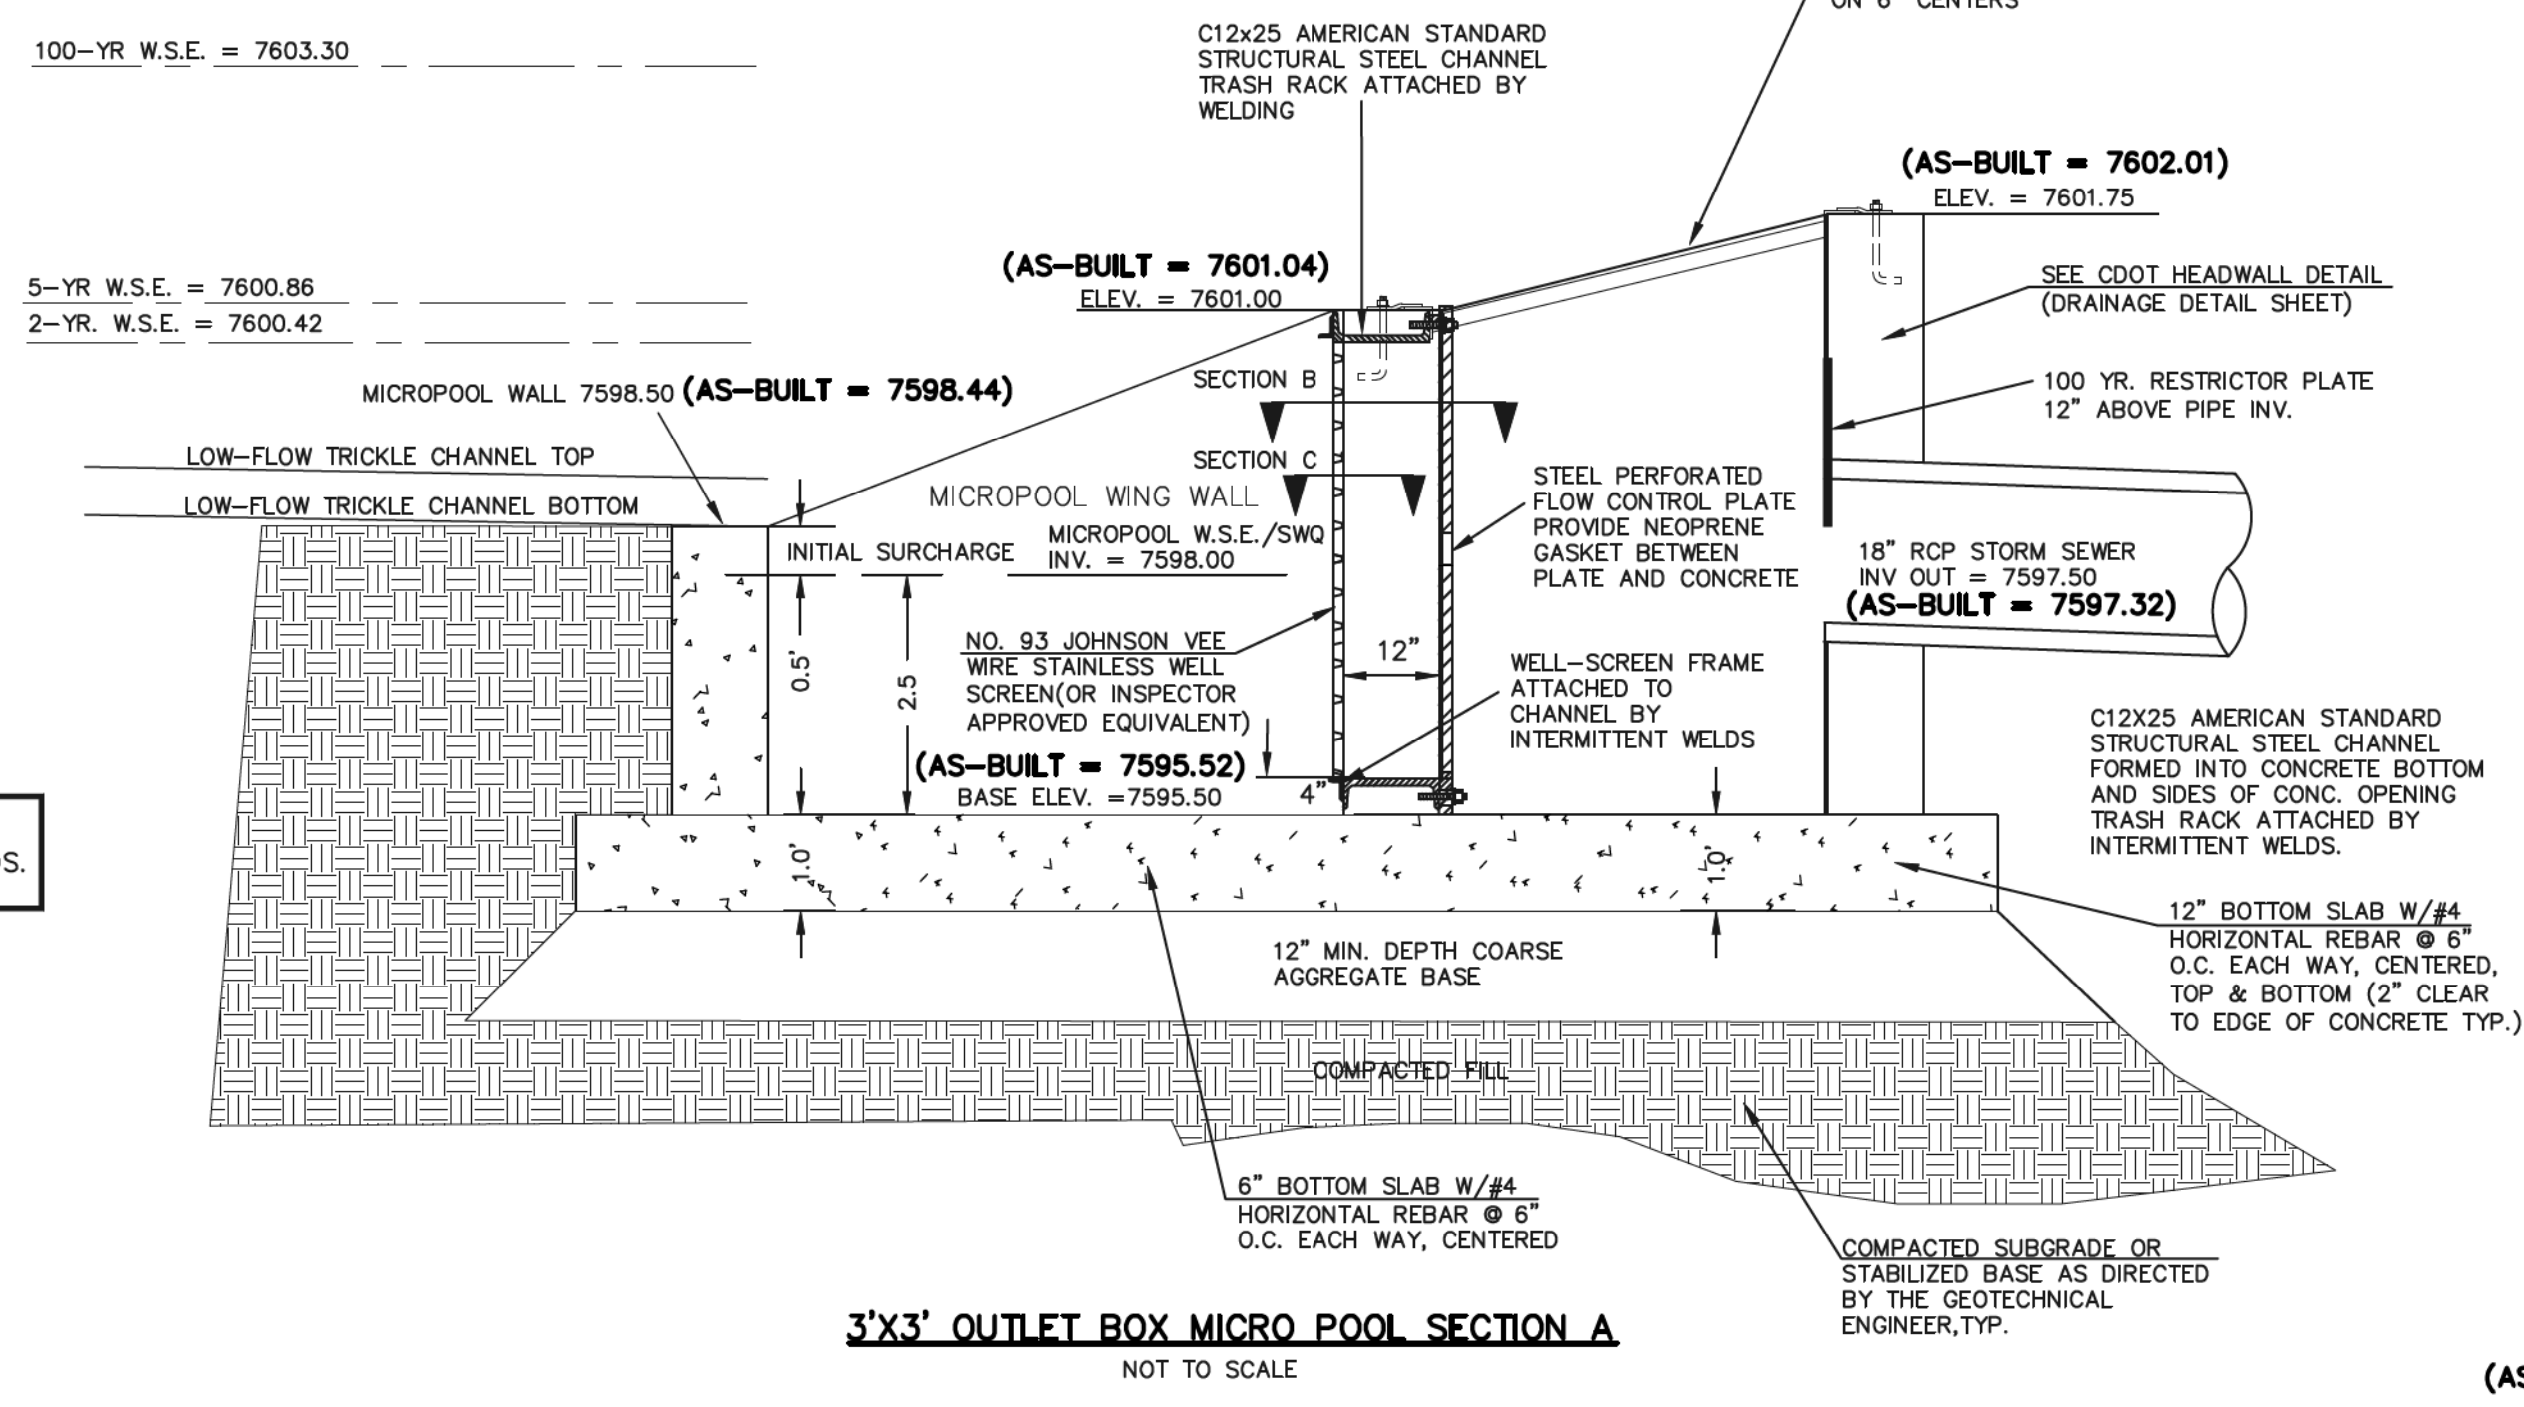 ON 6" CENTERS
100-YR W.S.E. = 7603.30
C12x25 AMERICAN STANDARD
STRUCTURAL STEEL CHANNEL
TRASH RACK ATTACHED BY
WELDING
(AS-BUILT = 7602.01)
ELEV. = 7601.75
(AS-BUILT = 7601.04)
ELEV. = 7601.00
5-YR W.S.E. = 7600.86
2-YR. W.S.E. = 7600.42
SEE CDOT HEADWALL DETAIL
(DRAINAGE DETAIL SHEET)
MICROPOOL WALL 7598.50 (AS-BUILT = 7598.44)
SECTION B
100 YR. RESTRICTOR PLATE
12" ABOVE PIPE INV.
LOW-FLOW TRICKLE CHANNEL TOP
SECTION C
LOW-FLOW TRICKLE CHANNEL BOTTOM
MICROPOOL WING WALL
STEEL PERFORATED
FLOW CONTROL PLATE
PROVIDE NEOPRENE
GASKET BETWEEN
PLATE AND CONCRETE
INITIAL SURCHARGE
MICROPOOL W.S.E./SWQ
INV. = 7598.00
18" RCP STORM SEWER
INV OUT = 7597.50
(AS-BUILT = 7597.32)
0.5'
2.5
NO. 93 JOHNSON VEE
WIRE STAINLESS WELL
SCREEN(OR INSPECTOR
APPROVED EQUIVALENT)
12"
WELL-SCREEN FRAME
ATTACHED TO
CHANNEL BY
INTERMITTENT WELDS
(AS-BUILT = 7595.52)
BASE ELEV. =7595.50
4"
C12X25 AMERICAN STANDARD
STRUCTURAL STEEL CHANNEL
FORMED INTO CONCRETE BOTTOM
AND SIDES OF CONC. OPENING
TRASH RACK ATTACHED BY
INTERMITTENT WELDS.
S.
1.0'
1.0'
12" BOTTOM SLAB W/#4
HORIZONTAL REBAR @ 6"
O.C. EACH WAY, CENTERED,
TOP & BOTTOM (2" CLEAR
TO EDGE OF CONCRETE TYP.)
12" MIN. DEPTH COARSE
AGGREGATE BASE
COMPACTED FILL
6" BOTTOM SLAB W/#4
HORIZONTAL REBAR @ 6"
O.C. EACH WAY, CENTERED
COMPACTED SUBGRADE OR
STABILIZED BASE AS DIRECTED
BY THE GEOTECHNICAL
ENGINEER,TYP.
3'X3' OUTLET BOX MICRO POOL SECTION A
NOT TO SCALE
(AS